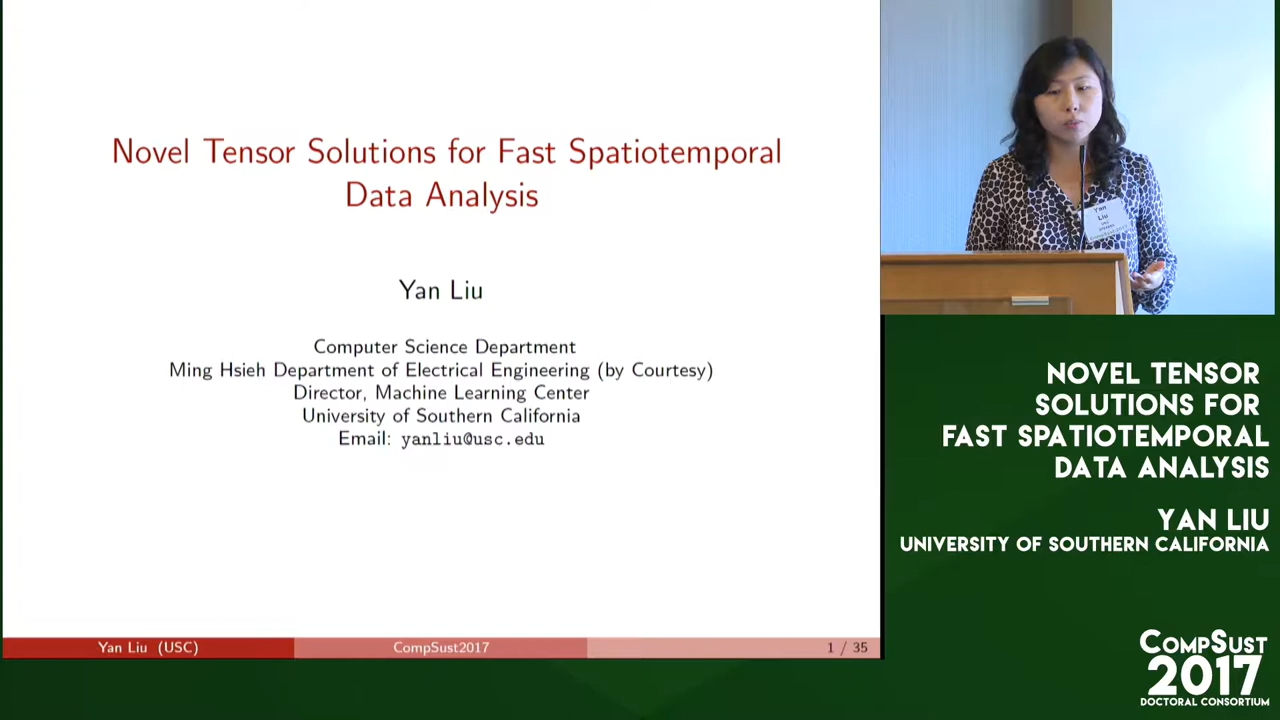 Novel Tensor Solutions for Fast Spatiotemporal
Data Analysis
Yan Liu
Computer Science Department
Ming Hsieh Department of Electrical Engineering (by Courtesy)
Director, Machine Learning Center
University of Southern California
Email: yanliu@usc.edu
Yan Liu (USC)
CompSust2017
1 / 35
Yan
Liu
NOVEL TENSOR
SOLUTIONS FOR
FAST SPATIOTEMPORAL
DATA ANALYSIS
YAN LIU
UNIVERSITY OF SOUTHERN CALIFORNIA
COMPSUST
2017
DOCTORAL CONSORTIUM